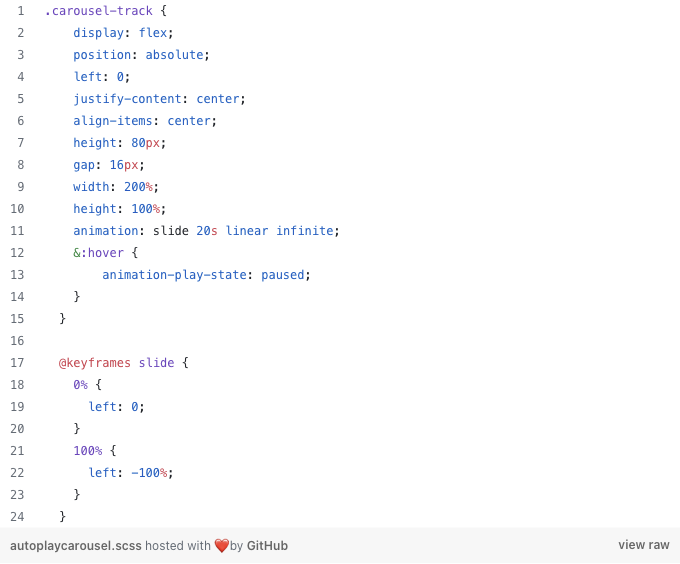 1 .carousel-track {
2 display: flex;
3 position: absolute;
4 left: 0;
5 justify-content: center;
6 align-items: center;
7 height: 80px;
8 gap: 16px;
9 width: 200%;
10 height: 100%;
11 animation: slide 20s linear infinite;
12 &:hover {
13 animation-play-state: paused;
14 }
15 }
16
17 @keyframes slide {
18 0% {
19 left: 0;
20 }
21 100% {
22 left: -100%;
23 }
24 }
autoplaycarousel.scss hosted with ❤️by GitHub view raw